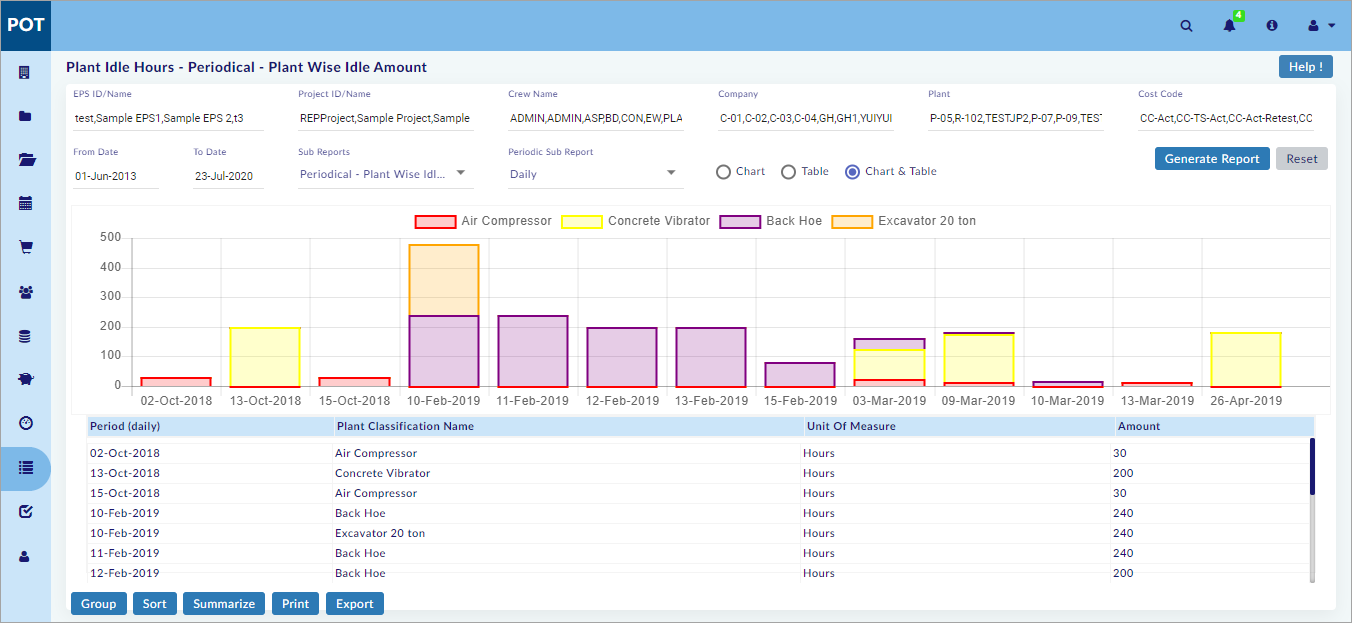 POT
4
Plant Idle Hours - Periodical - Plant Wise Idle Amount
Help !
EPS ID/Name Project ID/Name Crew Name Company Plant Cost Code
test,Sample EPS1,Sample EPS 2,t3 REPProject,Sample Project,Sample ADMIN,ADMIN,ASP,BD,CON,EW,PLA C-01,C-02,C-03,C-04,GH,GH1,YUIYUI P-05,R-102,TESTJP2,P-07,P-09,TEST CC-Act,CC-TS-Act,CC-Act-Retest,CC
From Date To Date Sub Reports Periodic Sub Report
01-Jun-2013 23-Jul-2020 Periodical - Plant Wise Idl... Daily Chart Table Chart & Table Generate Report Reset
Air Compressor Concrete Vibrator Back Hoe Excavator 20 ton
500
400
300
200
100
0
02-Oct-2018 13-Oct-2018 15-Oct-2018 10-Feb-2019 11-Feb-2019 12-Feb-2019 13-Feb-2019 15-Feb-2019 03-Mar-2019 09-Mar-2019 10-Mar-2019 13-Mar-2019 26-Apr-2019
Period (daily) Plant Classification Name Unit Of Measure Amount
02-Oct-2018 Air Compressor Hours 30
13-Oct-2018 Concrete Vibrator Hours 200
15-Oct-2018 Air Compressor Hours 30
10-Feb-2019 Back Hoe Hours 240
10-Feb-2019 Excavator 20 ton Hours 240
11-Feb-2019 Back Hoe Hours 240
12-Feb-2019 Back Hoe Hours 200
Group Sort Summarize Print Export